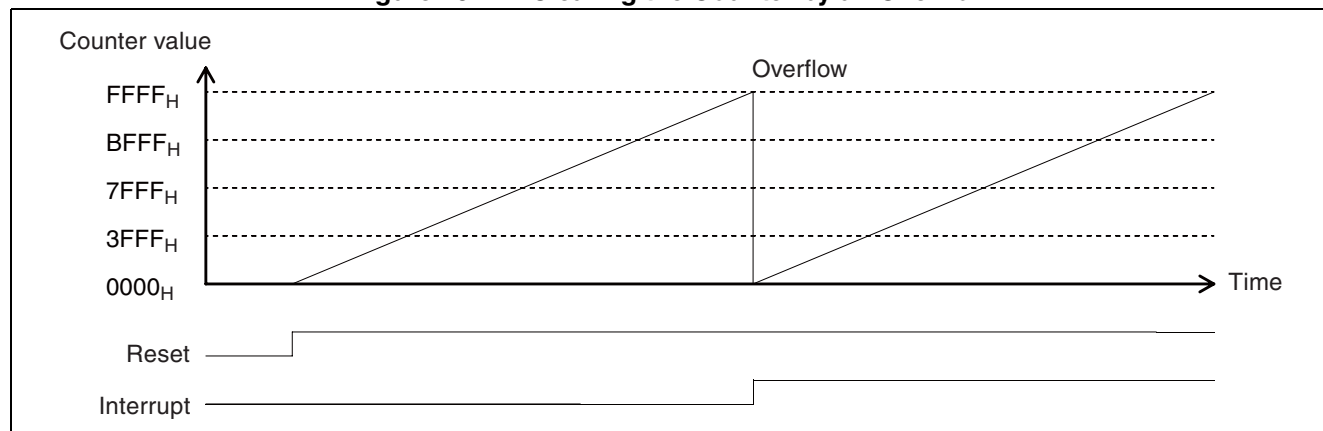 Counter value
Overflow
FFFFH
BFFFH
7FFFH
3FFFH
0000H
Time
Reset
Interrupt